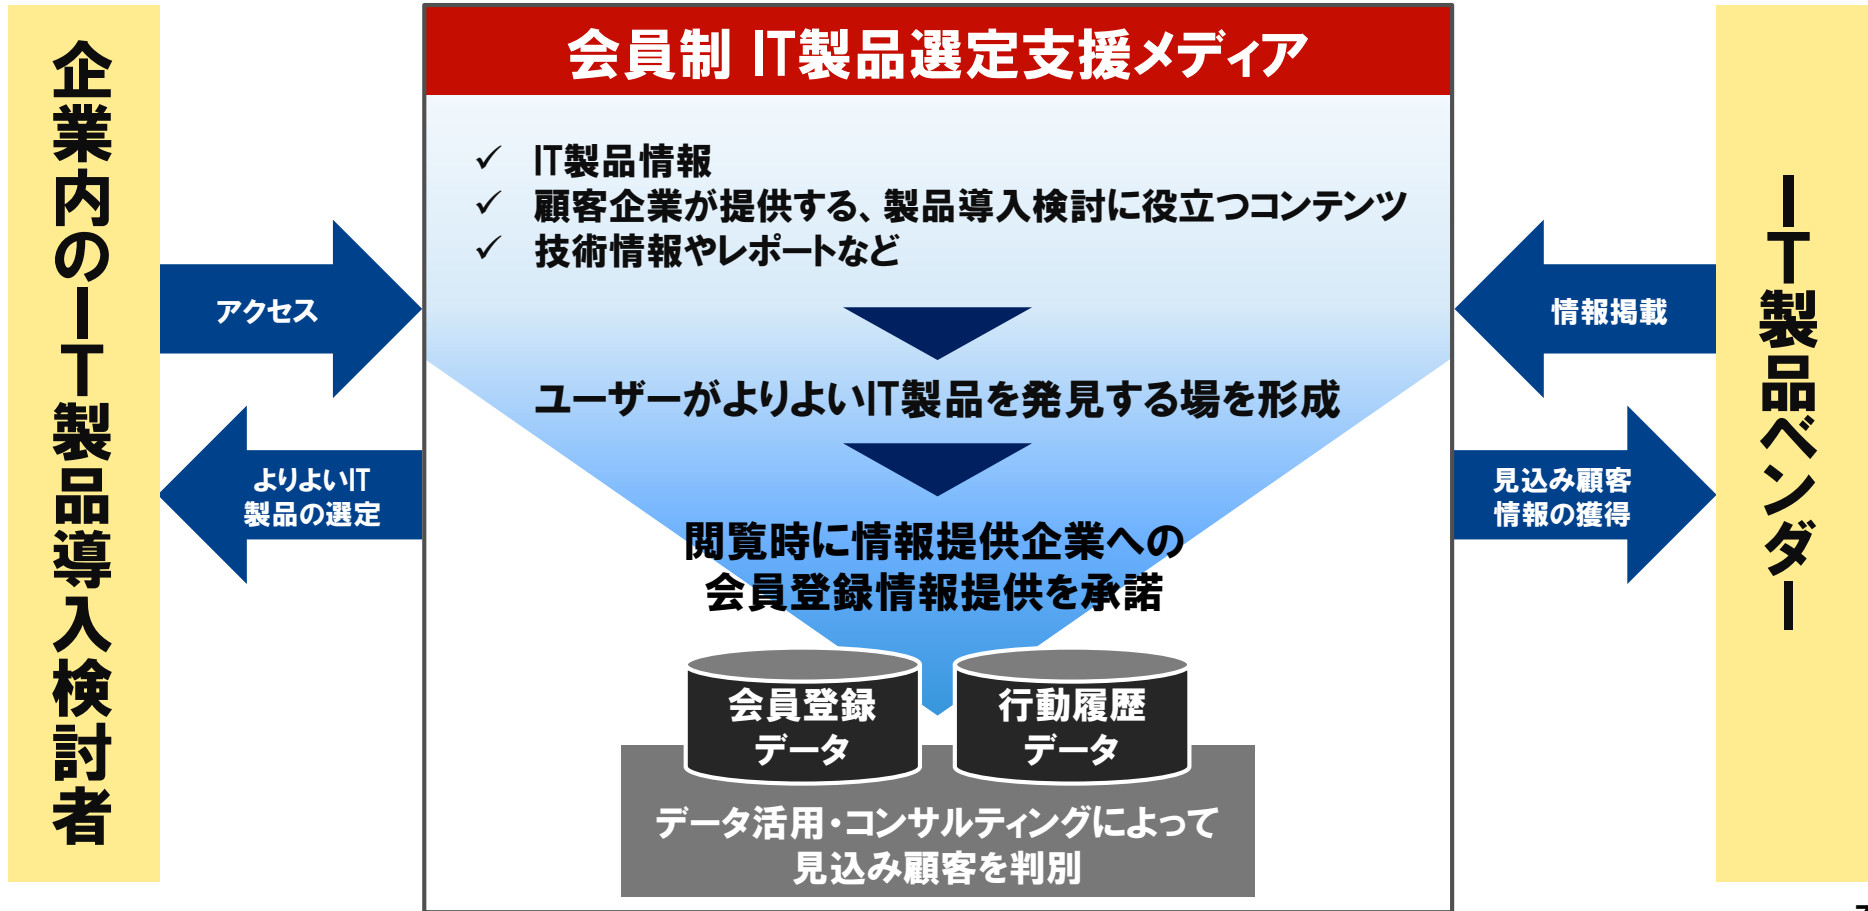 会員制 IT製品選定支援メディア
企業内のIT製品導入検討者
✓ IT製品情報
✓ 顧客企業が提供する、製品導入検討に役立つコンテンツ
✓ 技術情報やレポートなど
アクセス
情報掲載
ユーザーがよりよいIT製品を発見する場を形成
よりよいIT
製品の選定
見込み顧客
情報の獲得
閲覧時に情報提供企業への
会員登録情報提供を承諾
会員登録
データ
行動履歴
データ
データ活用・コンサルティングによって
見込み顧客を判別
IT製品ベンダー